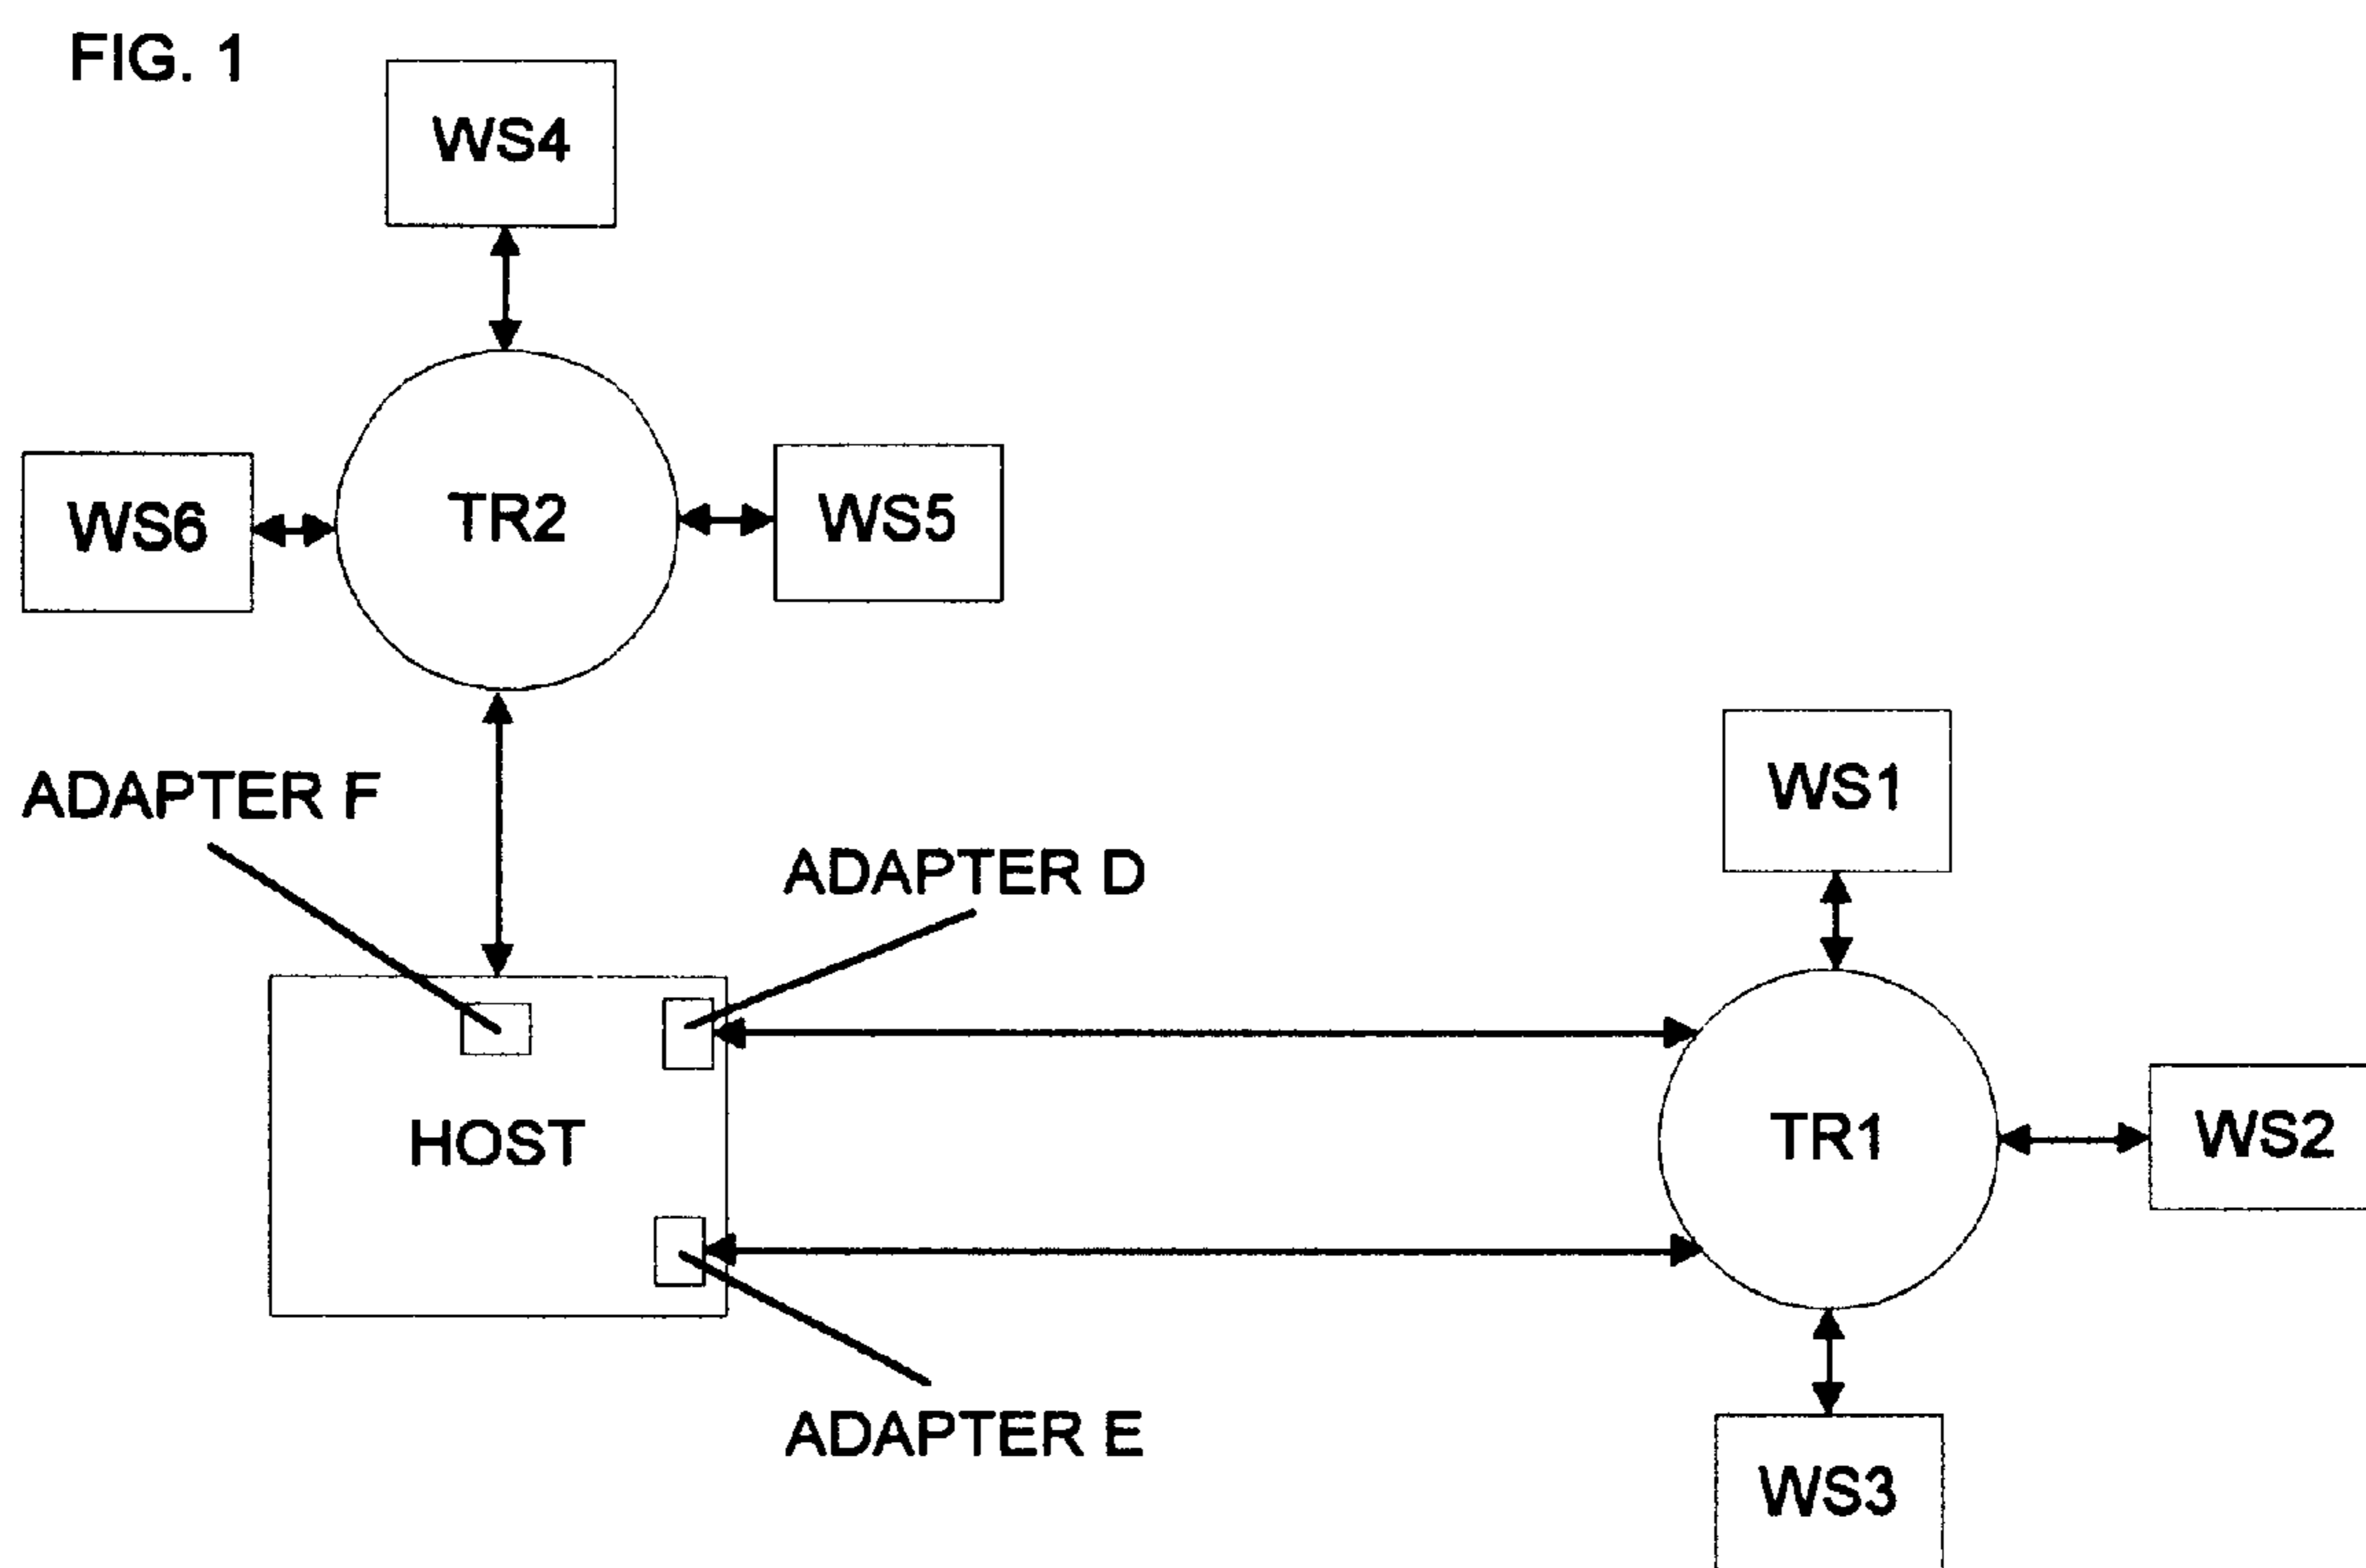 FIG. 1
WS4
WS6
TR2
WS5
ADAPTER F
WS1
ADAPTER D
HOST
TR1
WS2
ADAPTER E
WS3